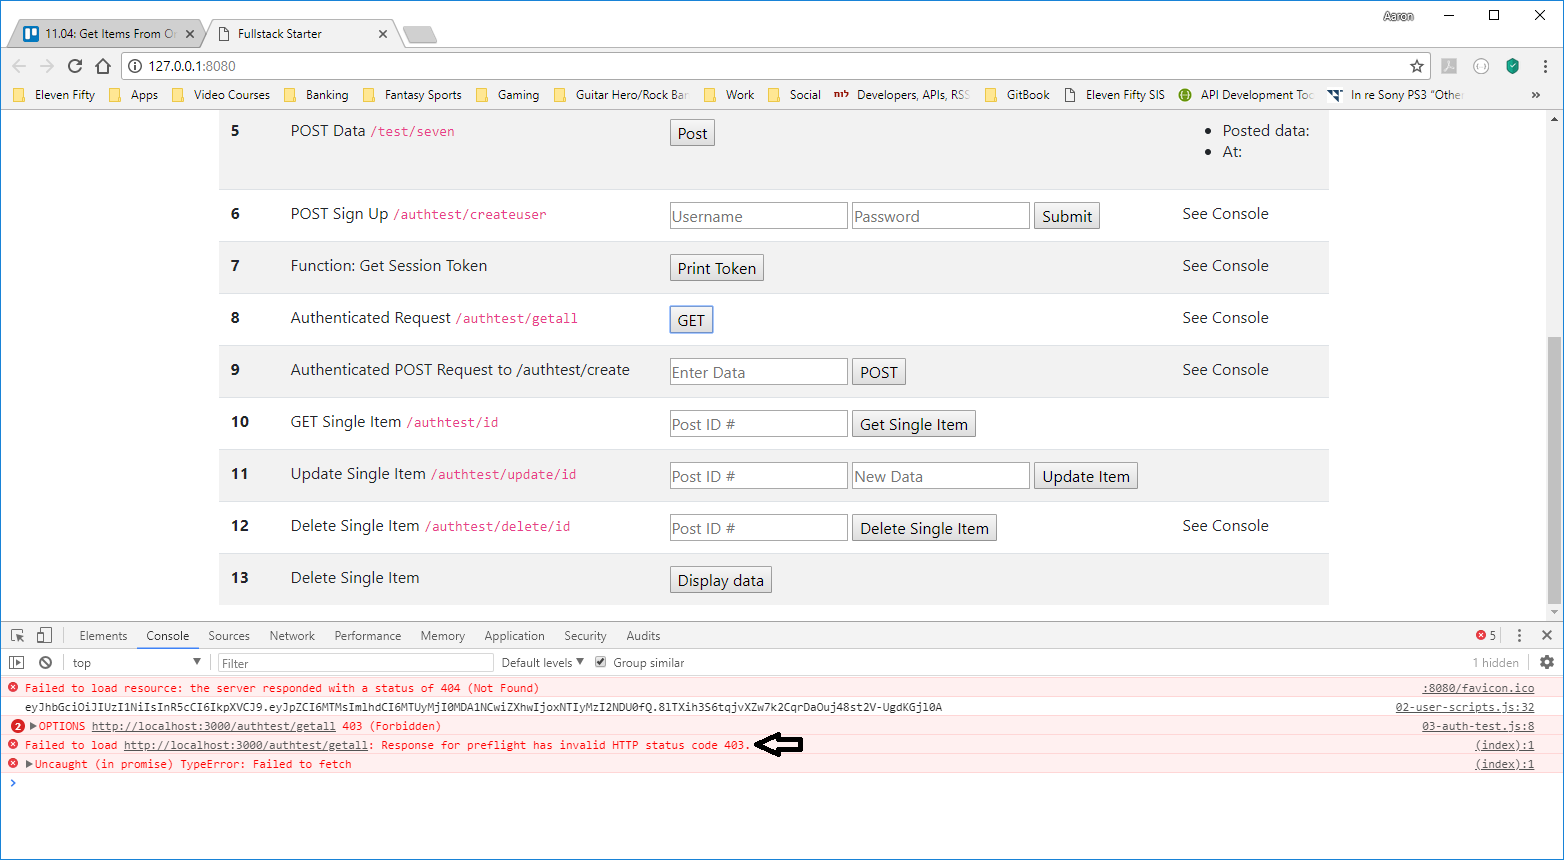 Aaron
11.04: Get Items From Or
Fullstack Starter
127.0.0.1:8080
Eleven Fifty Apps Video Courses Banking Fantasy Sports Gaming Guitar Hero/Rock Ban Work Social Developers, APIs, RSS GitBook Eleven Fifty SIS API Development Too In re Sony PS3 "Other »
5 POST Data /test/seven Post • Posted data:
• At:
6 POST Sign Up /authtest/createuser Username Password Submit See Console
7 Function: Get Session Token Print Token See Console
8 Authenticated Request /authtest/getall GET See Console
9 Authenticated POST Request to /authtest/create Enter Data POST See Console
10 GET Single Item /authtest/id Post ID # Get Single Item
11 Update Single Item /authtest/update/id Post ID # New Data Update Item
12 Delete Single Item /authtest/delete/id Post ID # Delete Single Item See Console
13 Delete Single Item Display data
Elements Console Sources Network Performance Memory Application Security Audits 5
top Filter Default levels Group similar 1 hidden
Failed to load resource: the server responded with a status of 404 (Not Found) :8080/favicon.ico
02-user-scripts.js:32
2 OPTIONS http://localhost:3000/authtest/getall 403 (Forbidden) 03-auth-test.js:8
Failed to load http://localhost:3000/authtest/getall: Response for preflight has invalid HTTP status code 403. (index):1
Uncaught (in promise) TypeError: Failed to fetch (index):1